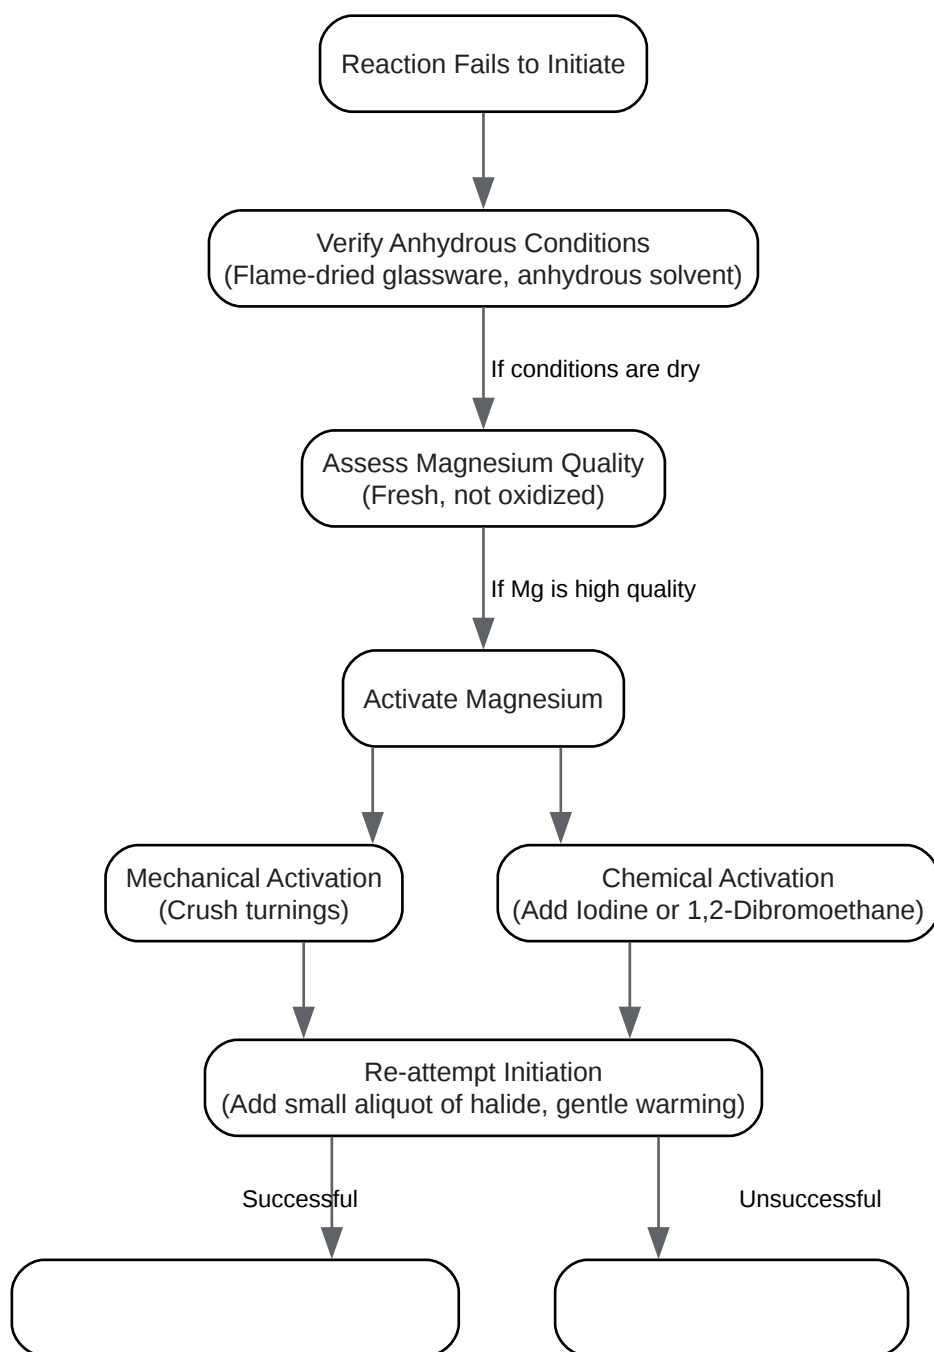 Reaction Fails to Initiate
Verify Anhydrous Conditions
(Flame-dried glassware, anhydrous solvent)
If conditions are dry
Assess Magnesium Quality
(Fresh, not oxidized)
If Mg is high quality
Activate Magnesium
Mechanical Activation
(Crush turnings)
Chemical Activation
(Add Iodine or 1,2-Dibromoethane)
Re-attempt Initiation
(Add small aliquot of halide, gentle warming)
Successful
Unsuccessful